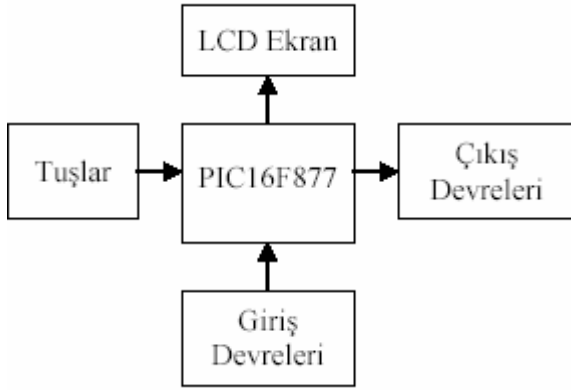 LCD Ekran
Tuşlar
PIC16F877
Çıkış
Devreleri
Giriş
Devreleri